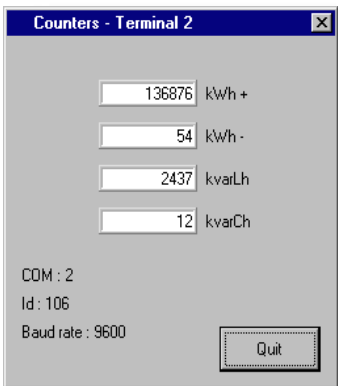 Counters - Terminal 2
136876 kWh +
54 kWh -
2437 kvarLh
12 kvarCh
COM : 2
Id : 106
Baud rate : 9600
Quit